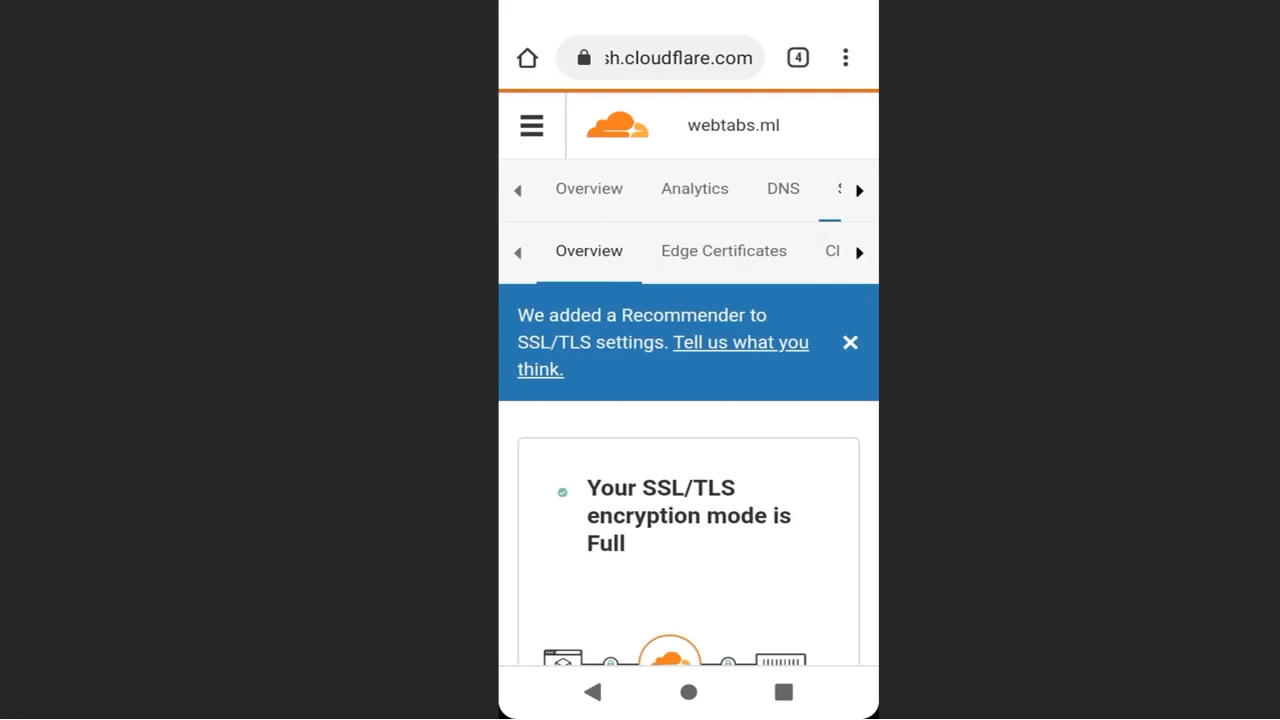 sh.cloudflare.com 4
webtabs.ml
Overview Analytics DNS
Overview Edge Certificates
We added a Recommender to
SSL/TLS settings. Tell us what you
think.
Your SSL/TLS
encryption mode is
Full